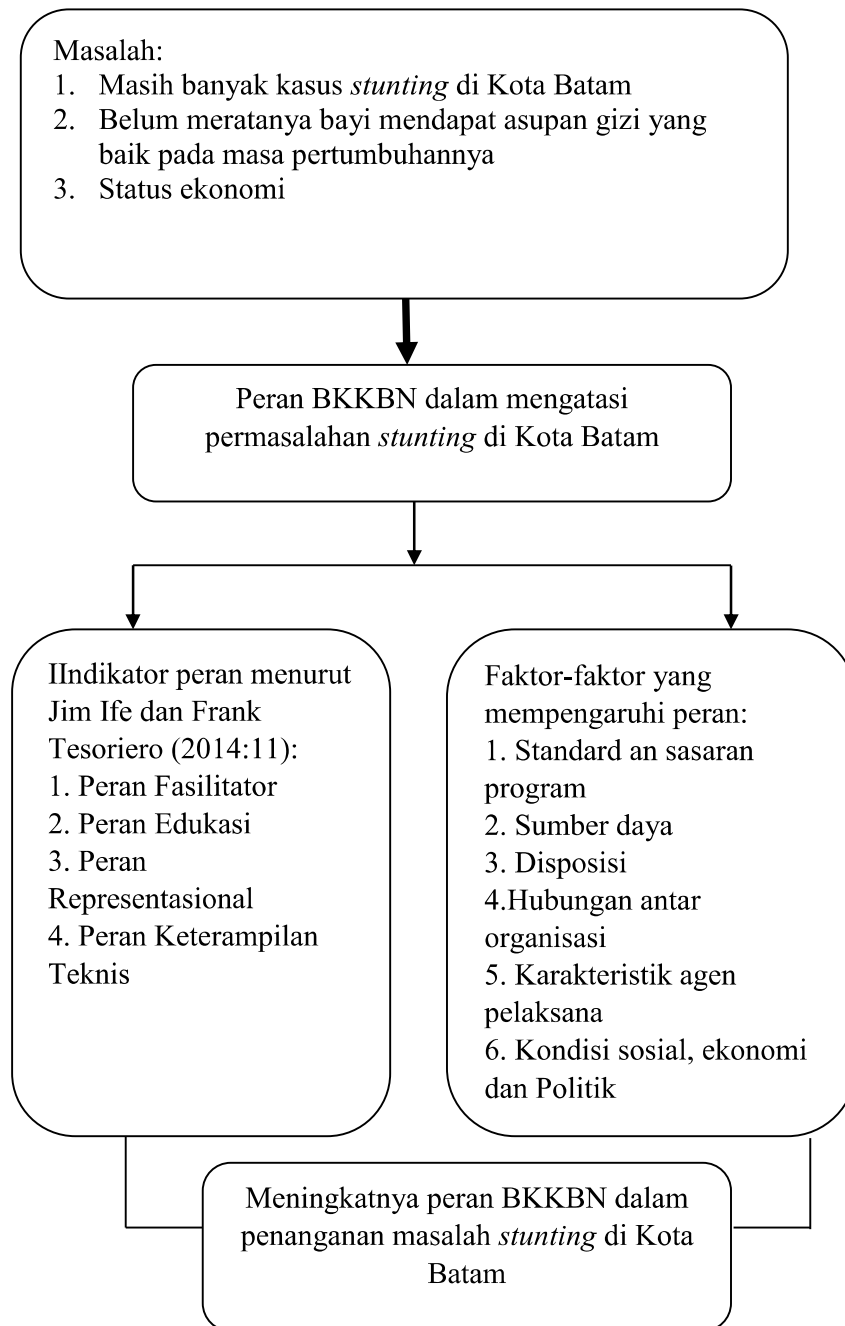 Masalah:
1. Masih banyak kasus stunting di Kota Batam
2. Belum meratanya bayi mendapat asupan gizi yang
baik pada masa pertumbuhannya
3. Status ekonomi
Peran BKKBN dalam mengatasi
permasalahan stunting di Kota Batam
IIndikator peran menurut
Jim Ife dan Frank
Tesoriero (2014:11):
1. Peran Fasilitator
2. Peran Edukasi
3. Peran
Representasional
4. Peran Keterampilan
Teknis
Faktor-faktor yang
mempengaruhi peran:
1. Standard an sasaran
program
2. Sumber daya
3. Disposisi
4.Hubungan antar
organisasi
5. Karakteristik agen
pelaksana
6. Kondisi sosial, ekonomi
dan Politik
Meningkatnya peran BKKBN dalam
penanganan masalah stunting di Kota
Batam